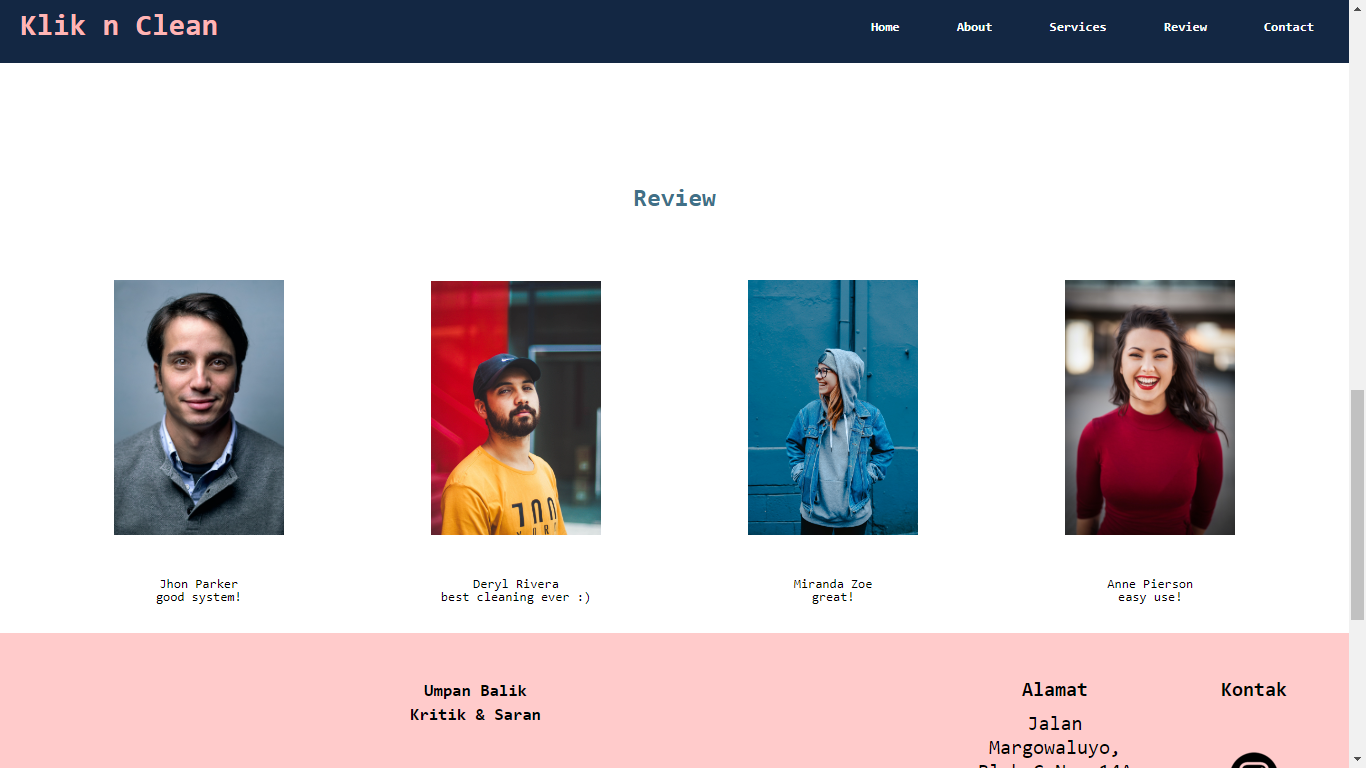 Klik n Clean
Home About Services Review Contact
Review
Jhon Parker
good system!
Deryl Rivera
best cleaning ever :)
Miranda Zoe
great!
Anne Pierson
easy use!
Umpan Balik
Kritik & Saran
Alamat
Jalan
Margowaluyo,
Kontak